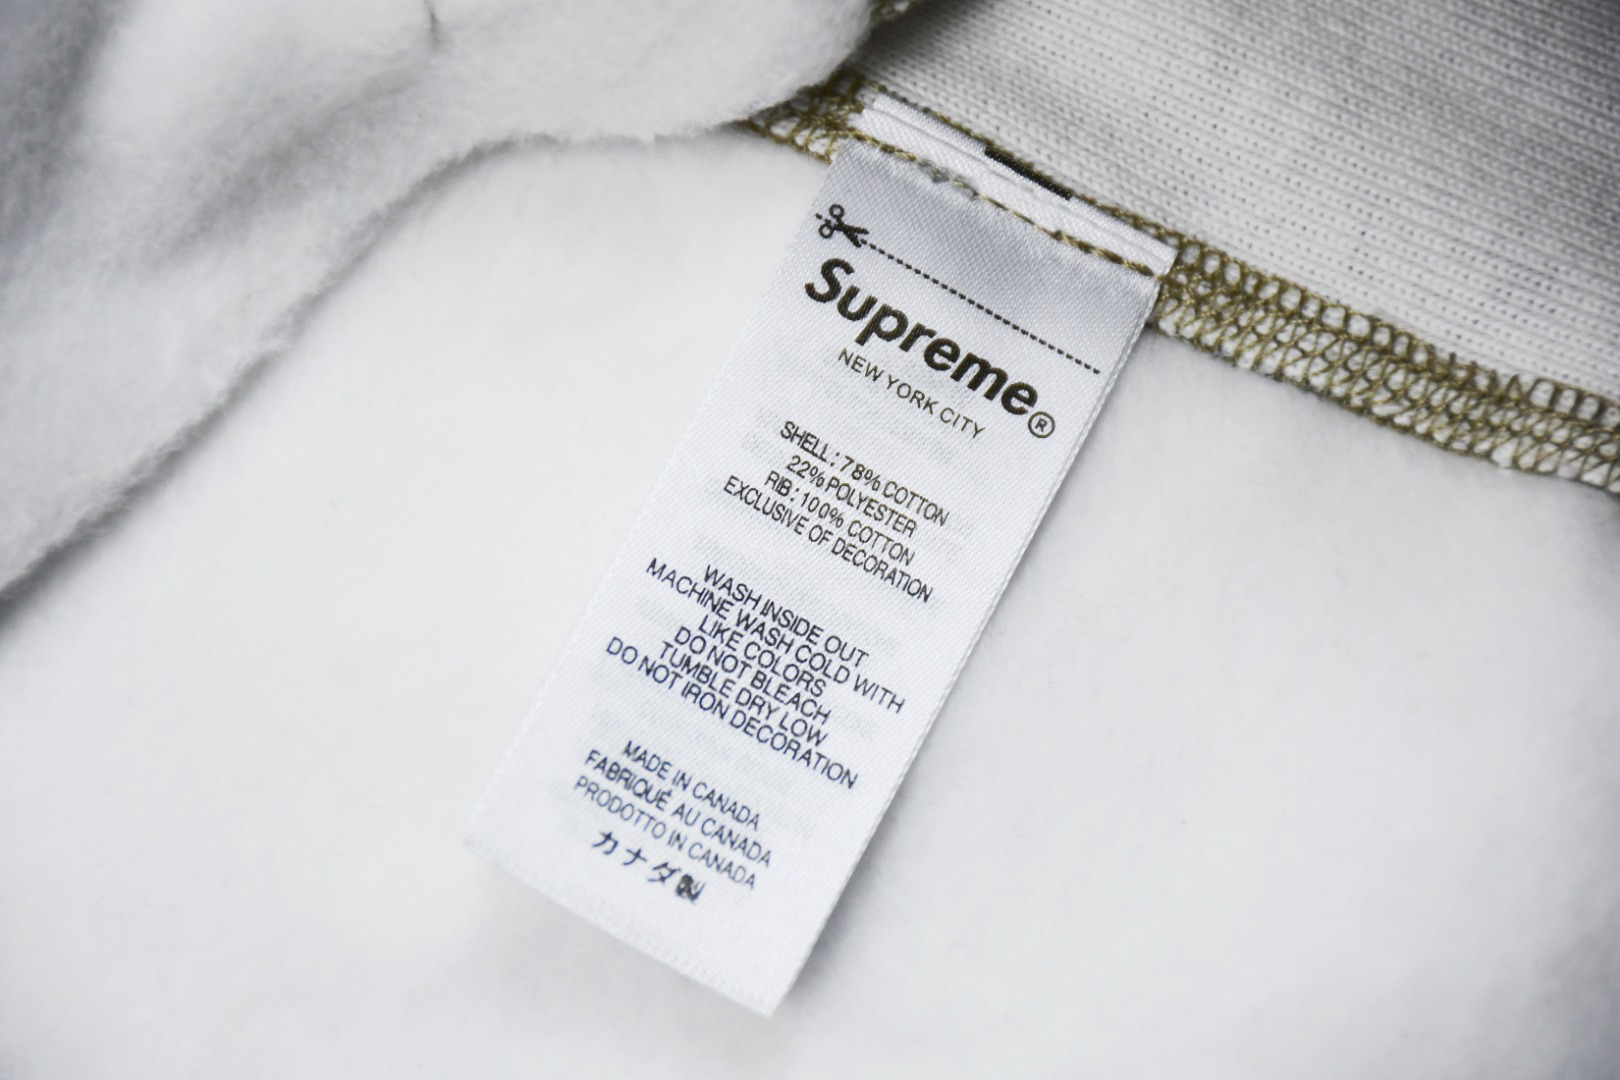 Supreme®
NEW YORK CITY
SHELL: 78% COTTON
22% POLYESTER
RIB: 100% COTTON
EXCLUSIVE OF DECORATION
WASH INSIDE OUT
MACHINE WASH COLD WITH
LIKE COLORS
DO NOT BLEACH
TUMBLE DRY LOW
DO NOT IRON DECORATION
MADE IN CANADA
FABRIQUÉ AU CANADA
PRODOTTO IN CANADA
カナダ製